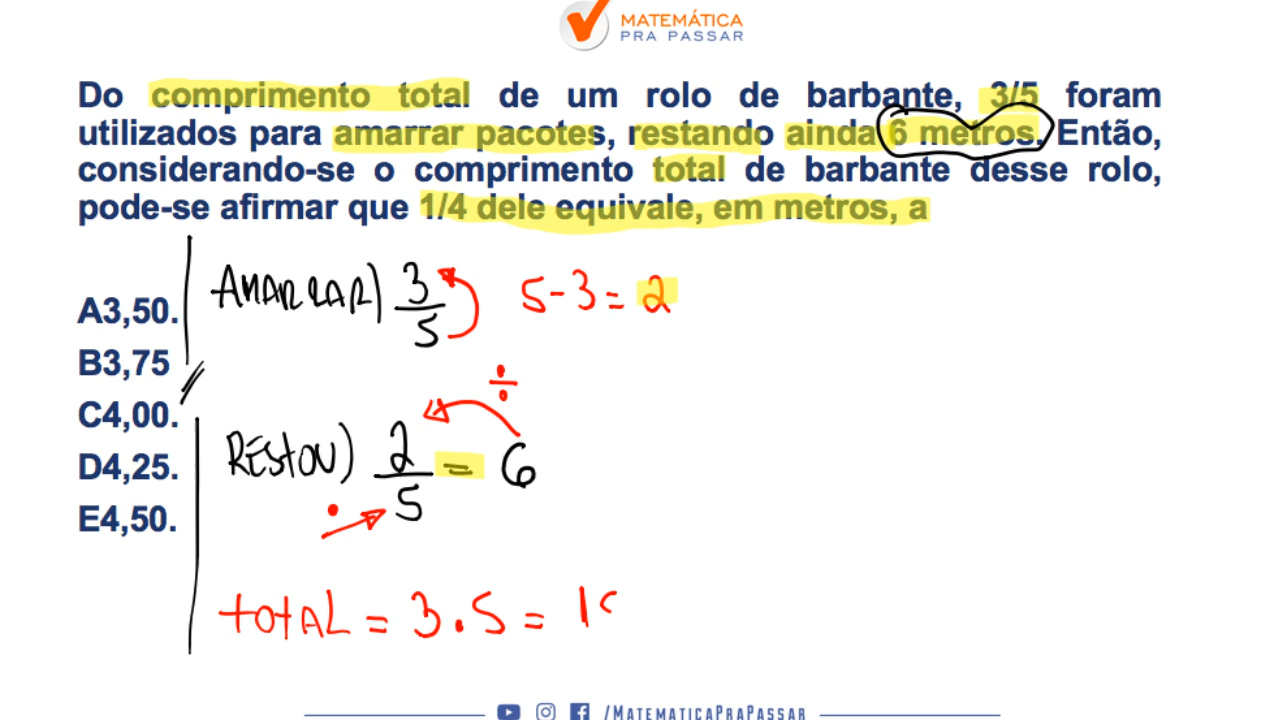 MATEMÁTICA
PRA PASSAR
Do comprimento total de um rolo de barbante, 3/5 foram
utilizados para amarrar pacotes, restando ainda 6 metros. Então,
considerando-se o comprimento total de barbante desse rolo,
pode-se afirmar que 1/4 dele equivale, em metros, a
A3,50.
B3,75
C4,00.
D4,25.
E4,50.
AMARRAR) 3/5 5-3=2
÷
RESTOU) 2/5 = 6
TOTAL = 3.5 = 1
/MATEMATICAPRAPASSAR